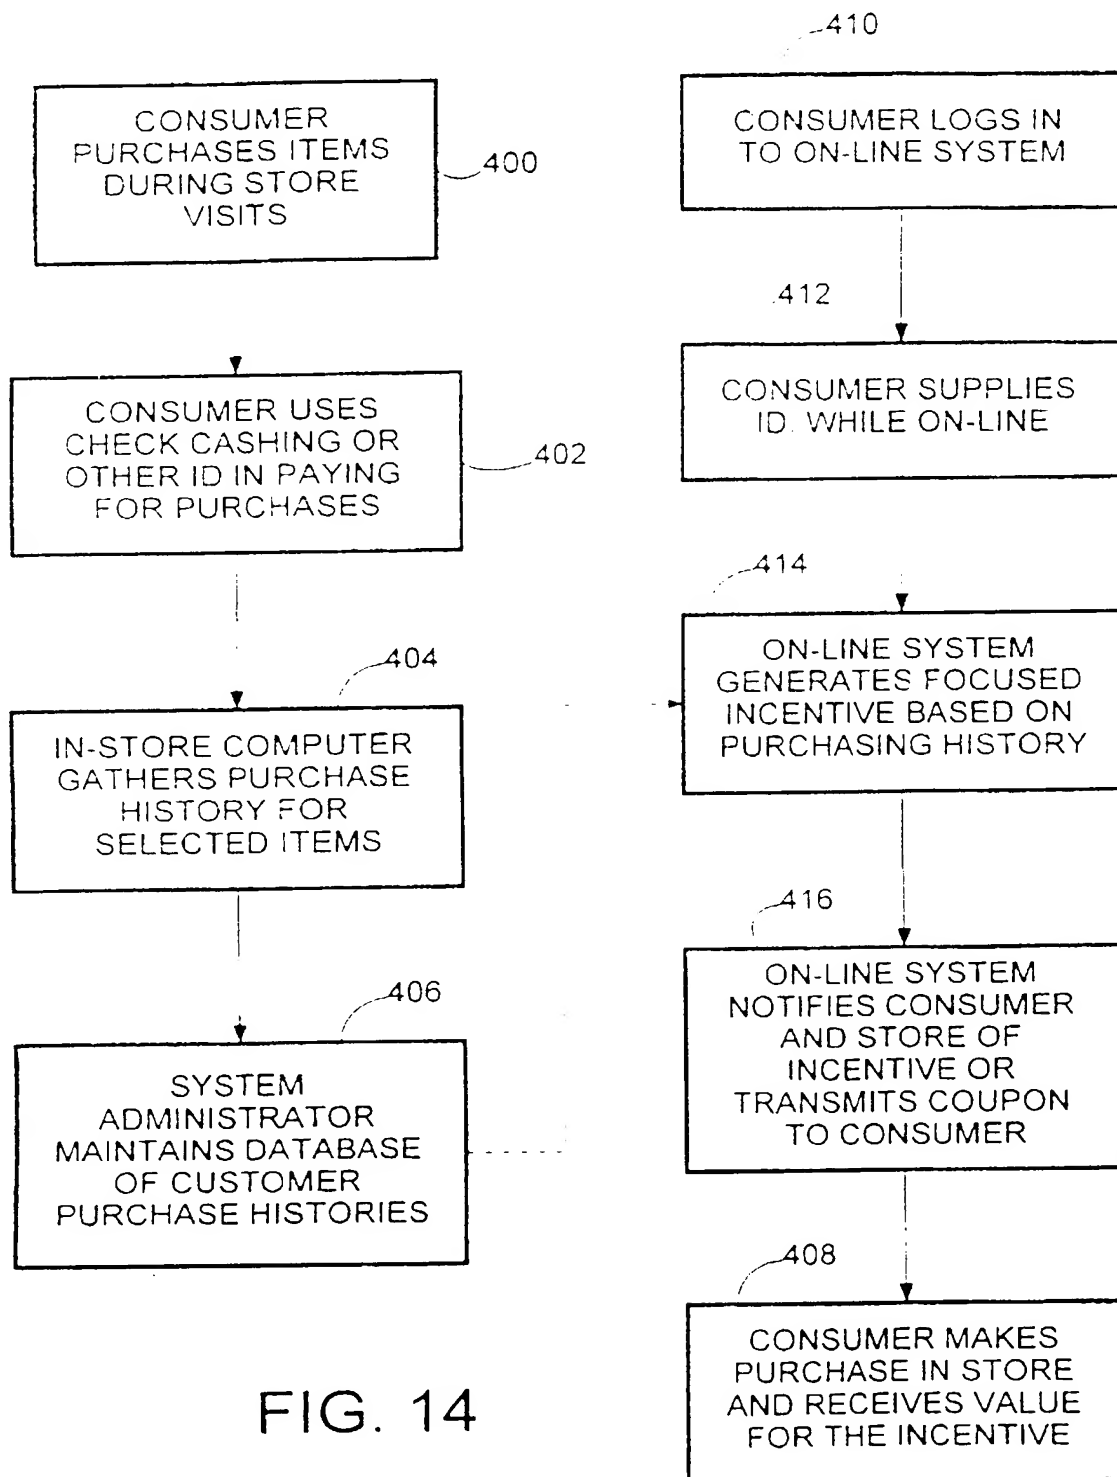 CONSUMER
PURCHASES ITEMS
DURING STORE
VISITS
400
CONSUMER USES
CHECK CASHING OR
OTHER ID IN PAYING
FOR PURCHASES
402
404
IN-STORE COMPUTER
GATHERS PURCHASE
HISTORY FOR
SELECTED ITEMS
406
SYSTEM
ADMINISTRATOR
MAINTAINS DATABASE
OF CUSTOMER
PURCHASE HISTORIES
410
CONSUMER LOGS IN
TO ON-LINE SYSTEM
412
CONSUMER SUPPLIES
ID. WHILE ON-LINE
414
ON-LINE SYSTEM
GENERATES FOCUSED
INCENTIVE BASED ON
PURCHASING HISTORY
416
ON-LINE SYSTEM
NOTIFIES CONSUMER
AND STORE OF
INCENTIVE OR
TRANSMITS COUPON
TO CONSUMER
408
CONSUMER MAKES
PURCHASE IN STORE
AND RECEIVES VALUE
FOR THE INCENTIVE
FIG. 14